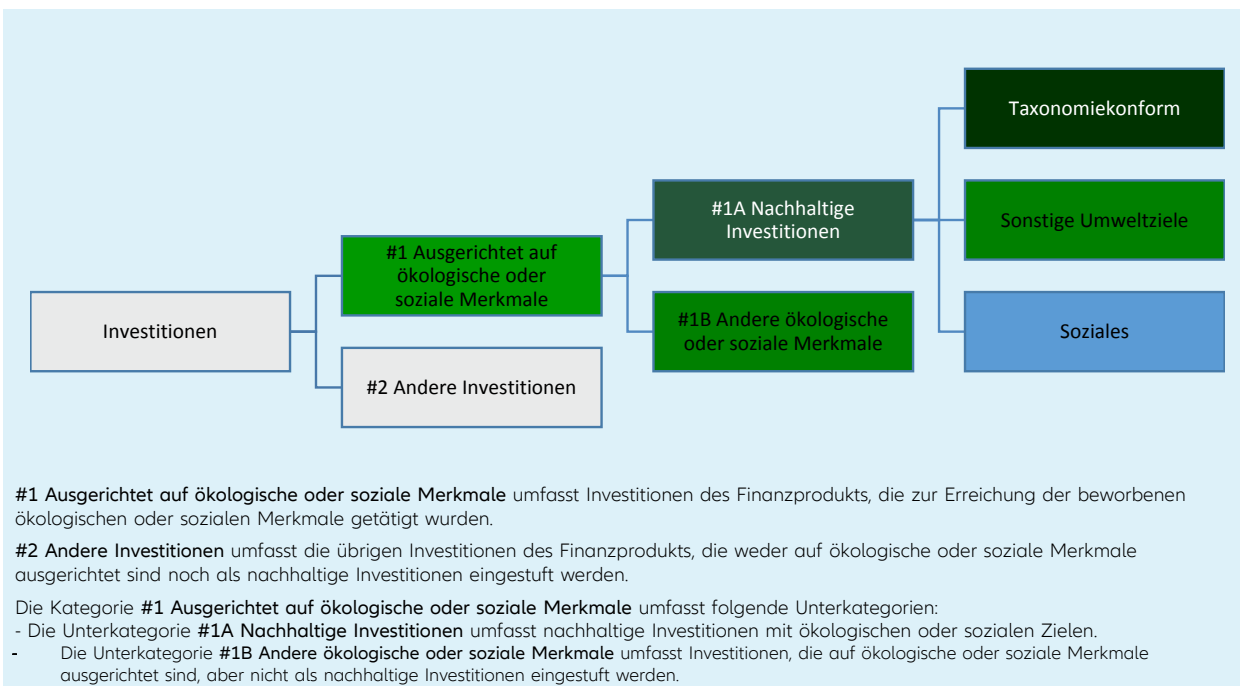 Taxonomiekonform
#1A Nachhaltige
Investitionen
Sonstige Umweltziele
#1 Ausgerichtet auf
ökologische oder
soziale Merkmale
Investitionen
#1B Andere ökologische
oder soziale Merkmale
Soziales
#2 Andere Investitionen
#1 Ausgerichtet auf ökologische oder soziale Merkmale umfasst Investitionen des Finanzprodukts, die zur Erreichung der beworbenen
ökologischen oder sozialen Merkmale getätigt wurden.
#2 Andere Investitionen umfasst die übrigen Investitionen des Finanzprodukts, die weder auf ökologische oder soziale Merkmale
ausgerichtet sind noch als nachhaltige Investitionen eingestuft werden.
Die Kategorie #1 Ausgerichtet auf ökologische oder soziale Merkmale umfasst folgende Unterkategorien:
- Die Unterkategorie #1A Nachhaltige Investitionen umfasst nachhaltige Investitionen mit ökologischen oder sozialen Zielen.
- Die Unterkategorie #1B Andere ökologische oder soziale Merkmale umfasst Investitionen, die auf ökologische oder soziale Merkmale
ausgerichtet sind, aber nicht als nachhaltige Investitionen eingestuft werden.